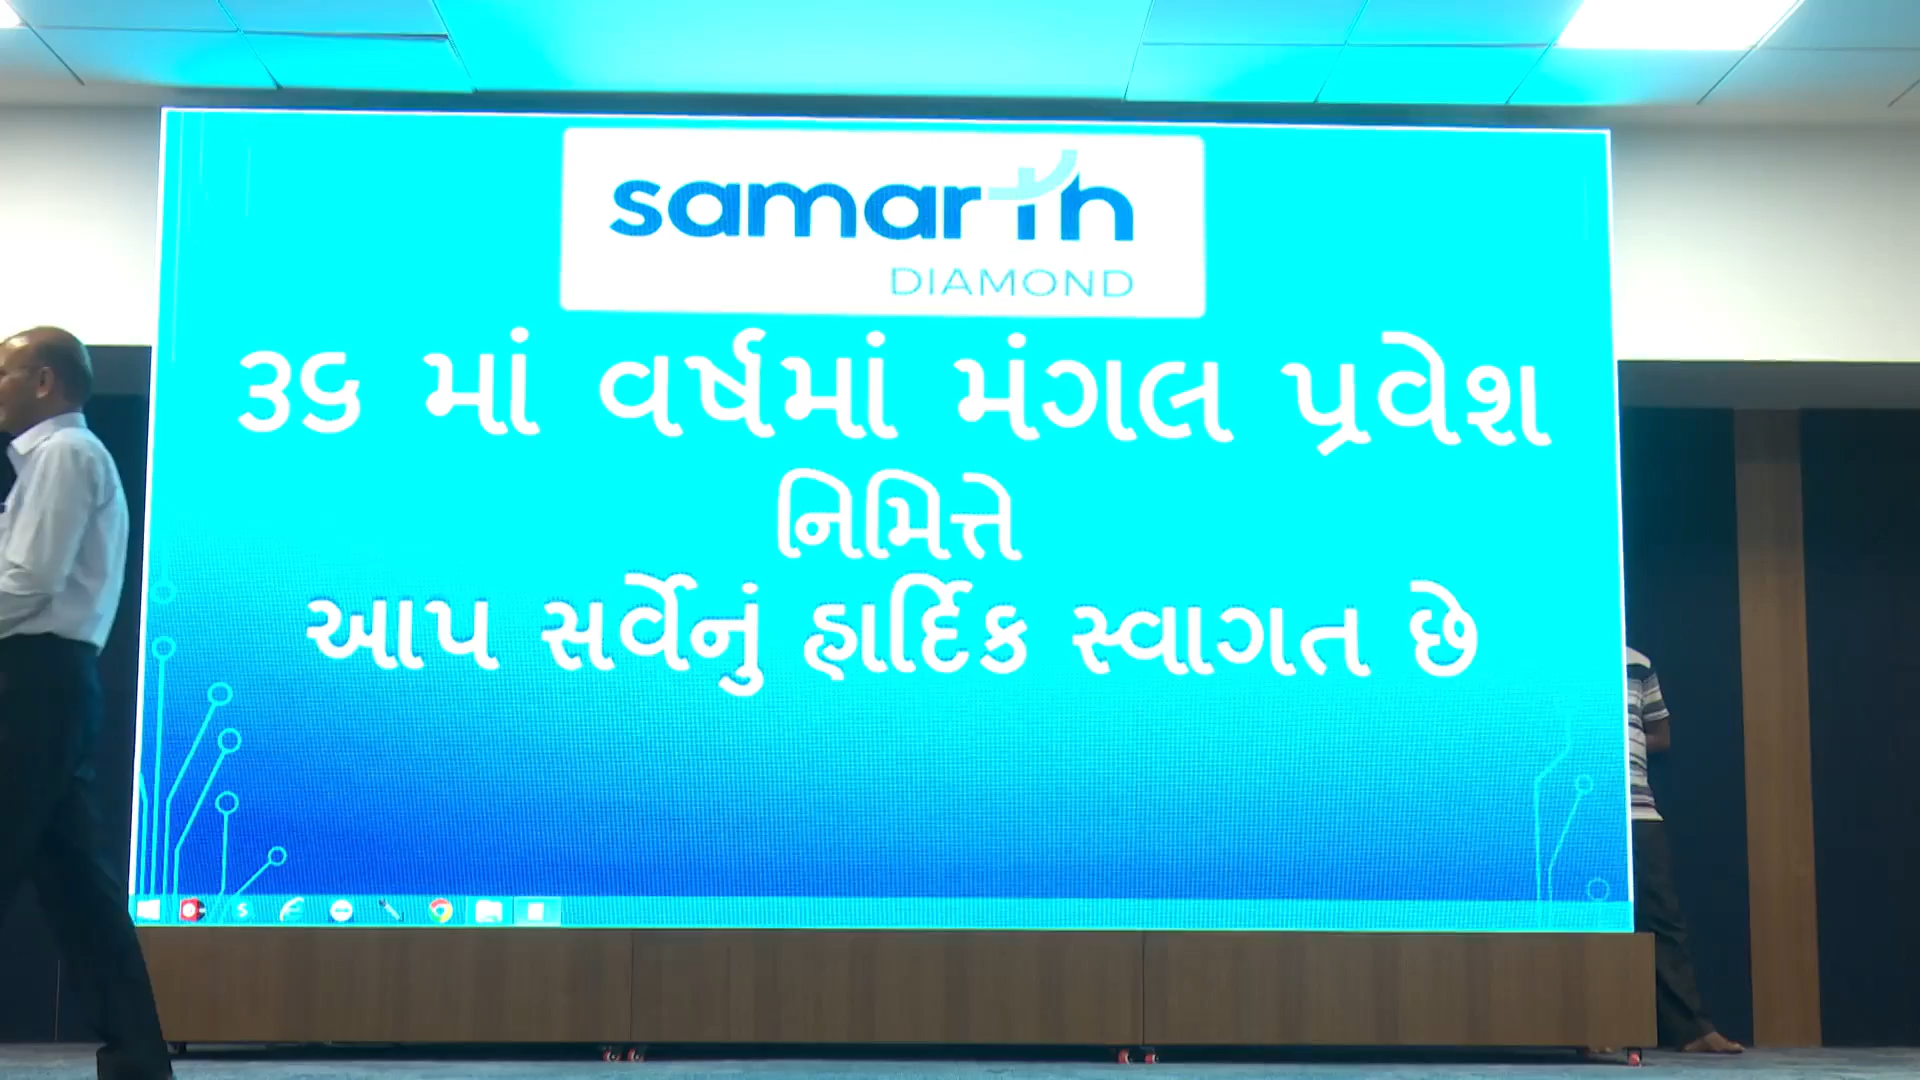 samarth
DIAMOND
૩૬ માં વર્ષમાં મંગલ પ્રવેશ
નિમિત્તે
આપ સર્વેનું હાર્દિક સ્વાગત છે